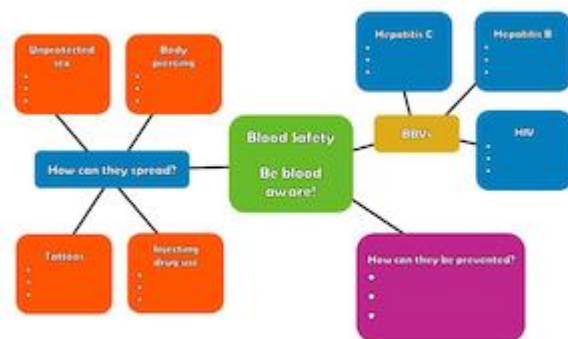 Unprotected
sex
Body
piercing
How can they spread?
Tattoos
Injecting
drug use
Blood Safety
Be blood
aware!
Hepatitis C
Hepatitis B
BBVs
HIV
How can they be prevented?